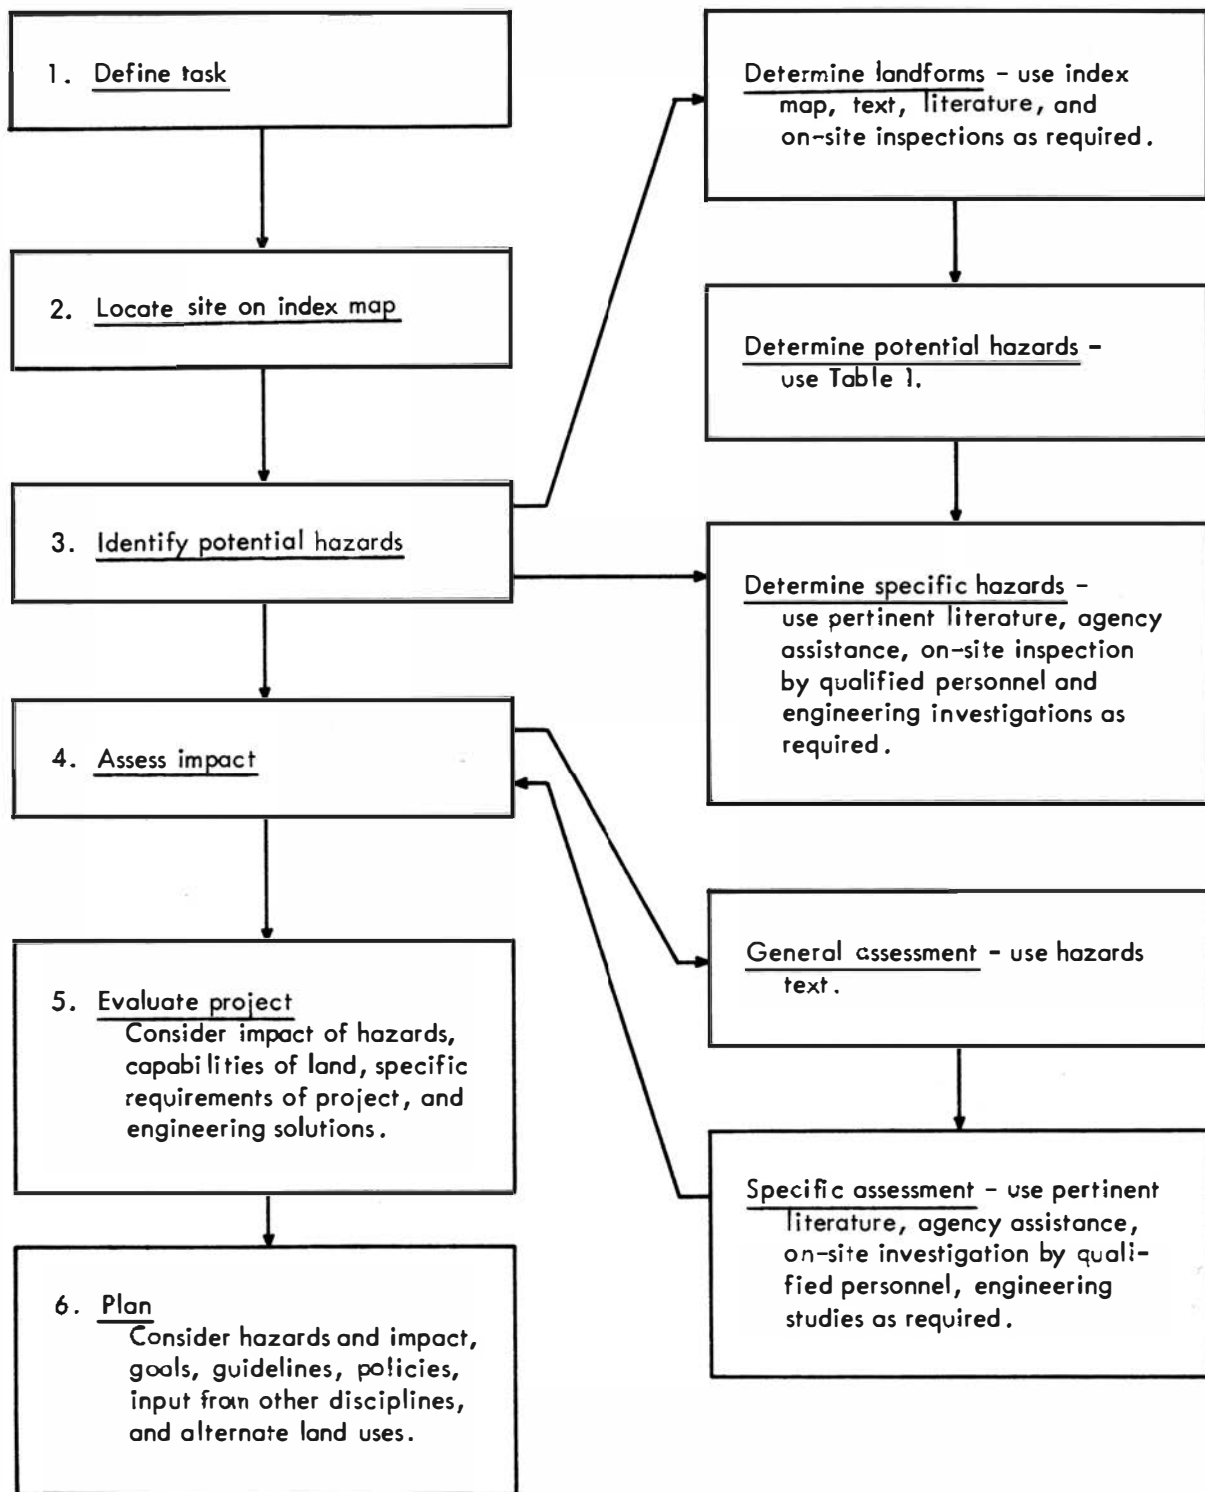 1. Define task
2. Locate site on index map
3. Identify potential hazards
4. Assess impact
5. Evaluate project
Consider impact of hazards,
capabilities of land, specific
requirements of project, and
engineering solutions.
6. Plan
Consider hazards and impact,
goals, guidelines, policies,
input from other disciplines,
and alternate land uses.
Determine landforms - use index
map, text, literature, and
on-site inspections as required.
Determine potential hazards -
use Table 1.
Determine specific hazards -
use pertinent literature, agency
assistance, on-site inspection
by qualified personnel and
engineering investigations as
required.
General assessment - use hazards
text.
Specific assessment - use pertinent
literature, agency assistance,
on-site investigation by quali-
fied personnel, engineering
studies as required.